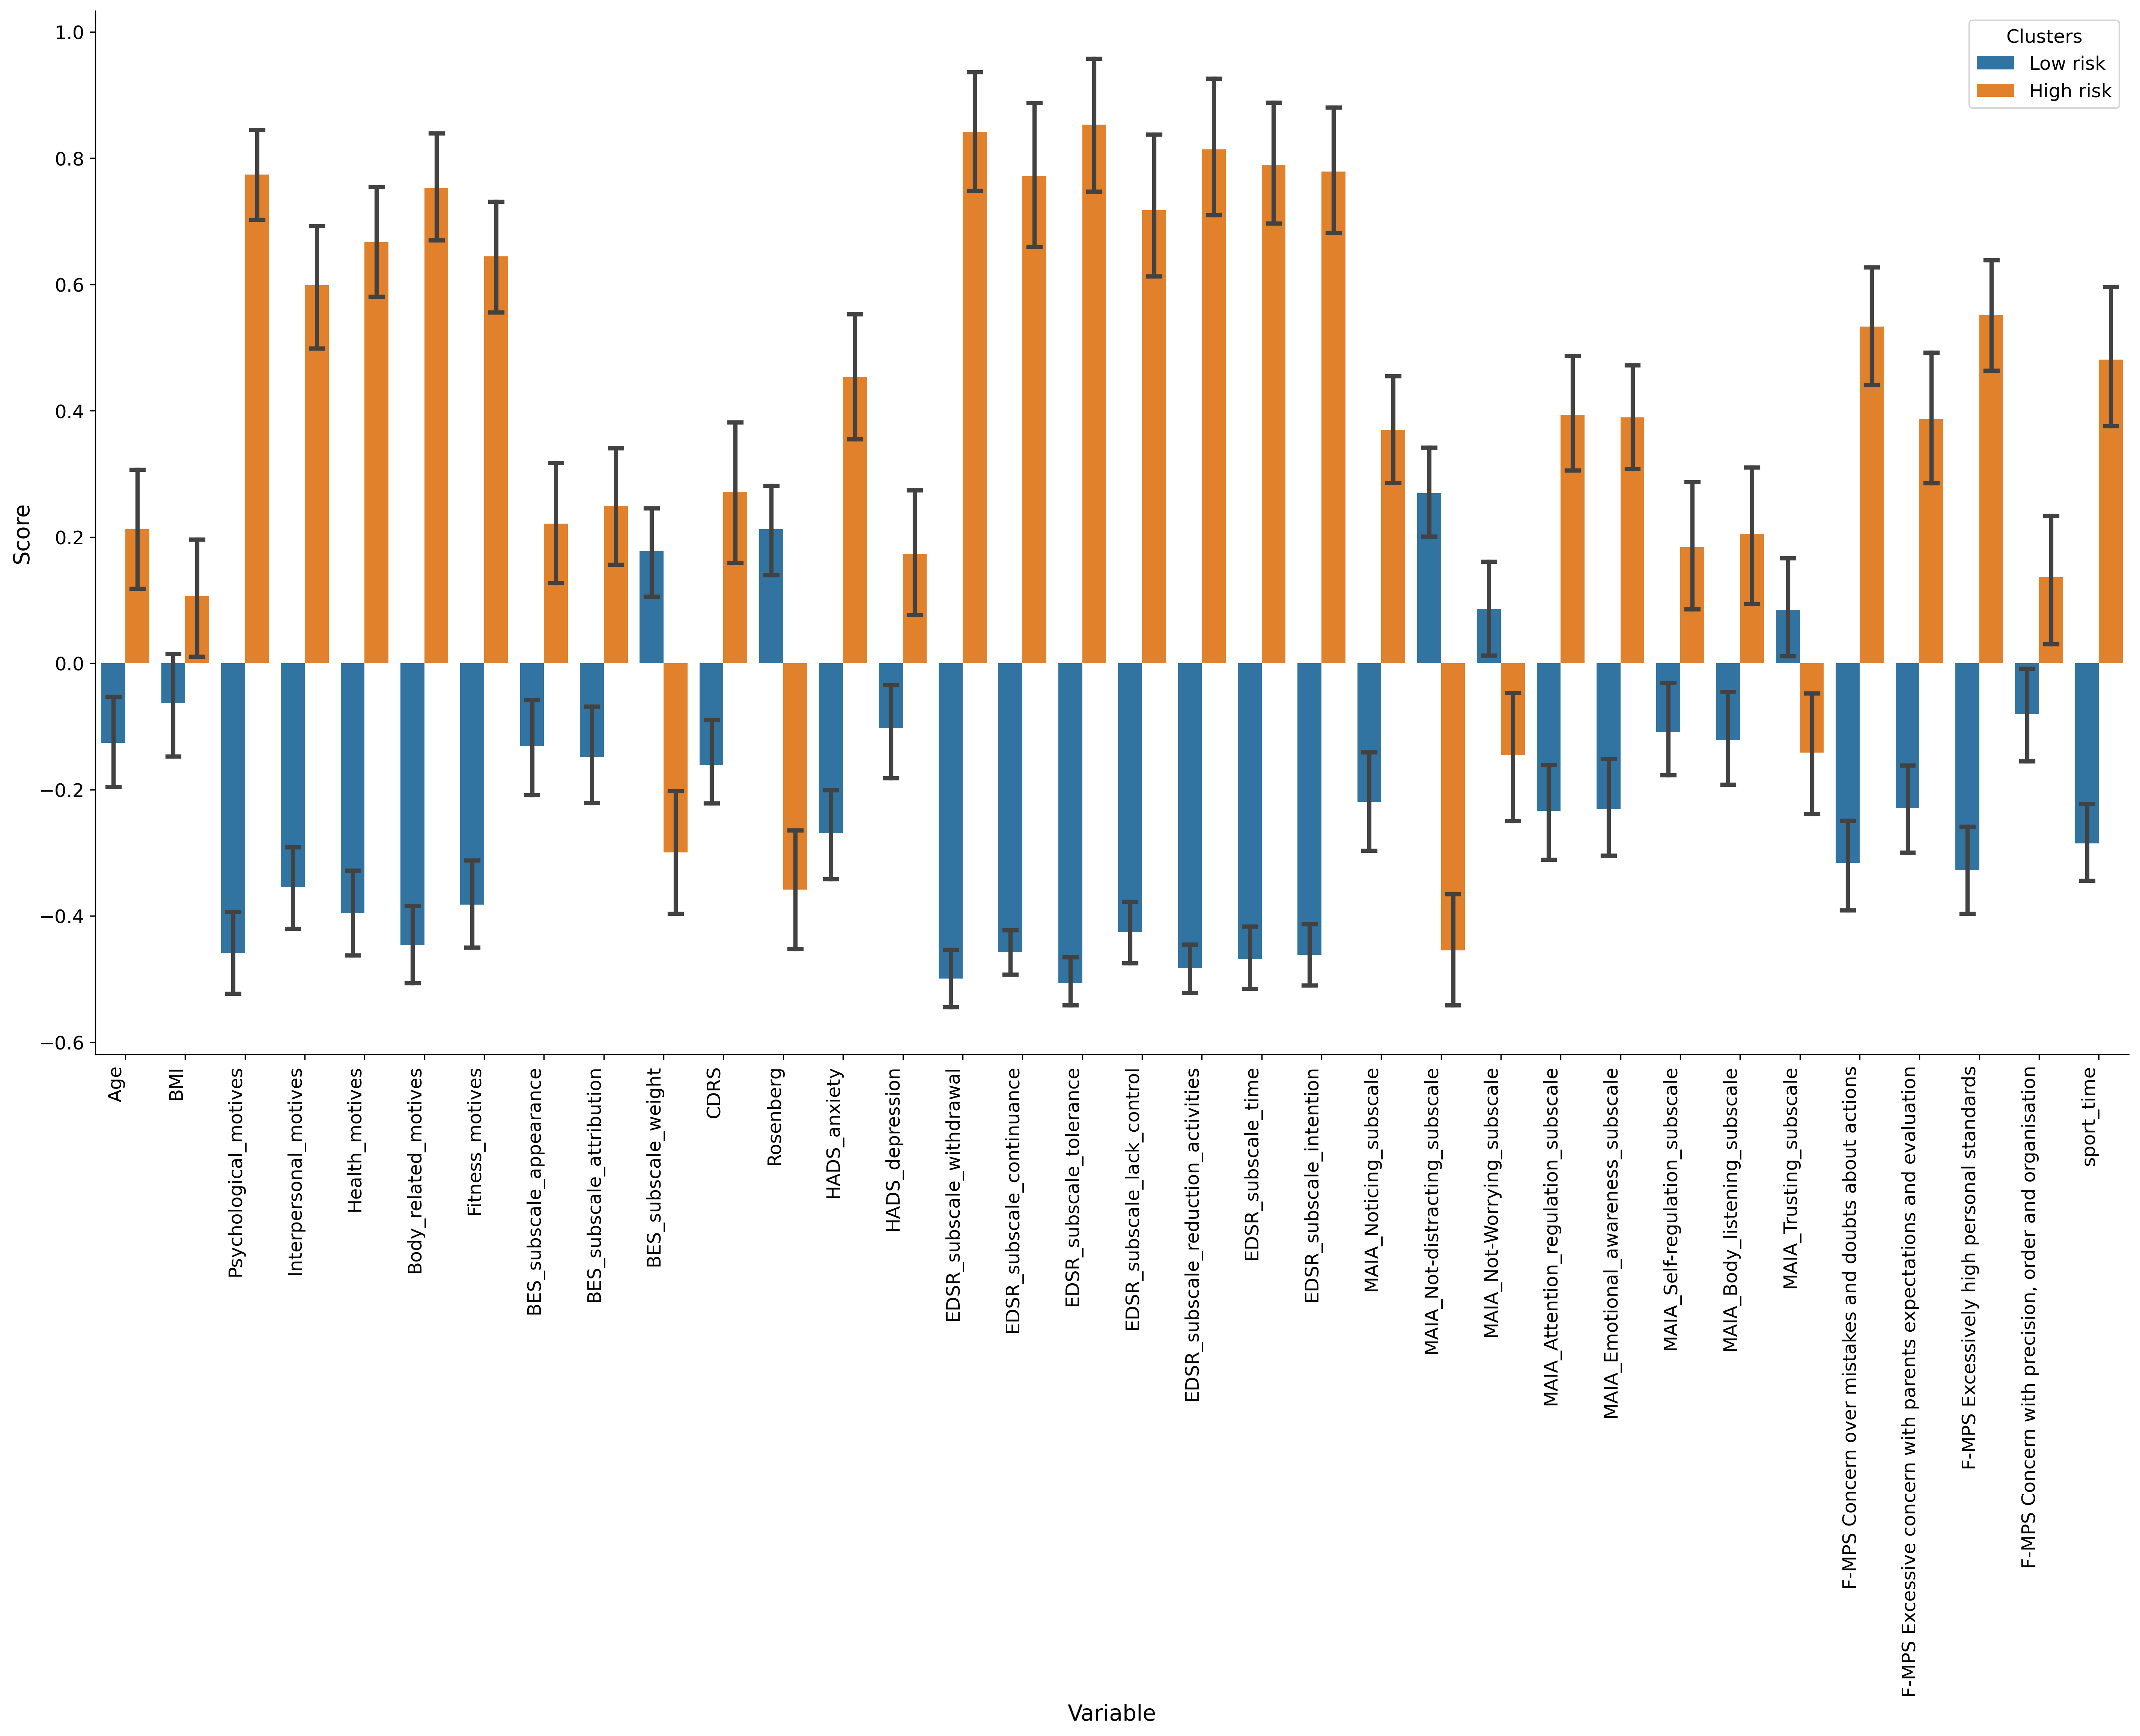 Clusters
Low risk
High risk
Score
1.0
0.8
0.6
0.4
0.2
0.0
−0.2
−0.4
−0.6
Age
BMI
Psychological_motives
Interpersonal_motives
Health_motives
Body_related_motives
Fitness_motives
BES_subscale_appearance
BES_subscale_attribution
BES_subscale_weight
CDRS
Rosenberg
HADS_anxiety
HADS_depression
EDSR_subscale_withdrawal
EDSR_subscale_continuance
EDSR_subscale_tolerance
EDSR_subscale_lack_control
EDSR_subscale_reduction_activities
EDSR_subscale_time
EDSR_subscale_intention
MAIA_Noticing_subscale
MAIA_Not-distracting_subscale
MAIA_Not-Worrying_subscale
MAIA_Attention_regulation_subscale
MAIA_Emotional_awareness_subscale
MAIA_Self-regulation_subscale
MAIA_Body_listening_subscale
MAIA_Trusting_subscale
F-MPS Concern over mistakes and doubts about actions
F-MPS Excessive concern with parents expectations and evaluation
F-MPS Excessively high personal standards
F-MPS Concern with precision, order and organisation
sport_time
Variable